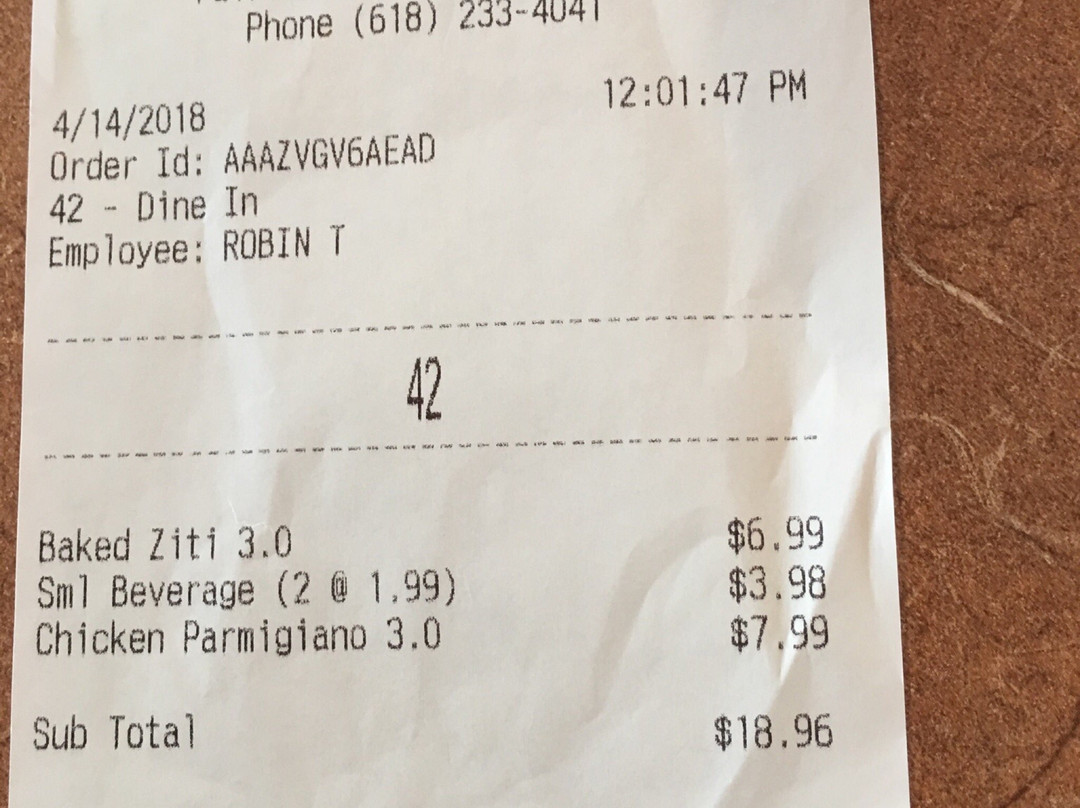 Phone (618) 233-4041
12:01:47 PM
4/14/2018
Order Id: AAAZVGV6AEAD
42 - Dine In
Employee: ROBIN T
42
Baked Ziti 3.0 $6.99
Sml Beverage (2 @ 1.99) $3.98
Chicken Parmigiano 3.0 $7.99
Sub Total $18.96